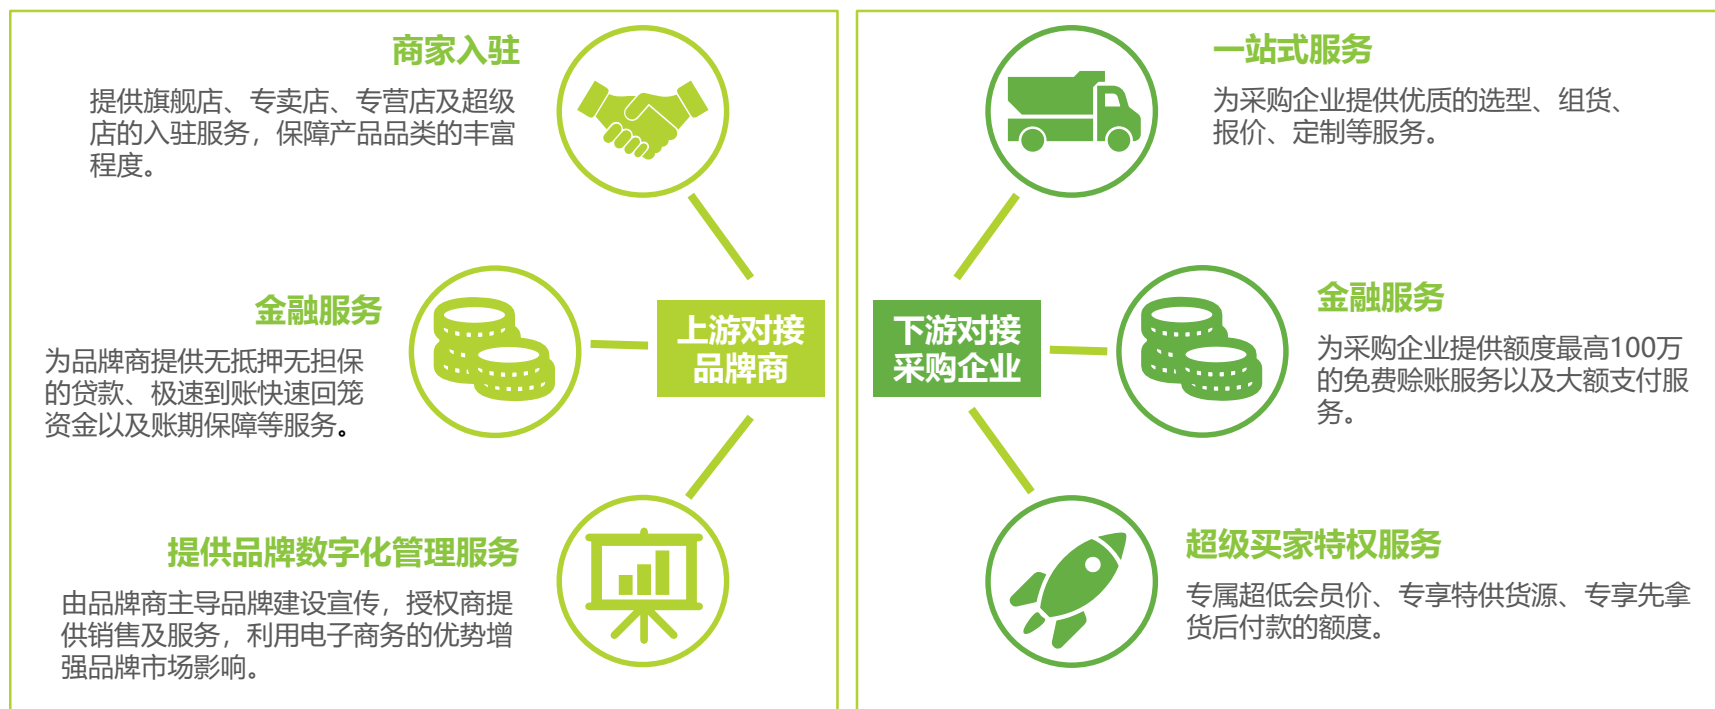 商家入驻
提供旗舰店、专卖店、专营店及超级
店的入驻服务，保障产品品类的丰富
程度。
金融服务
为品牌商提供无抵押无担保
的贷款、极速到账快速回笼
资金以及账期保障等服务。
提供品牌数字化管理服务
由品牌商主导品牌建设宣传，授权商提
供销售及服务，利用电子商务的优势增
强品牌市场影响。
上游对接
品牌商
下游对接
采购企业
一站式服务
为采购企业提供优质的选型、组货、
报价、定制等服务。
金融服务
为采购企业提供额度最高100万
的免费赊账服务以及大额支付服
务。
超级买家特权服务
专属超低会员价、专享特供货源、专享先拿
货后付款的额度。